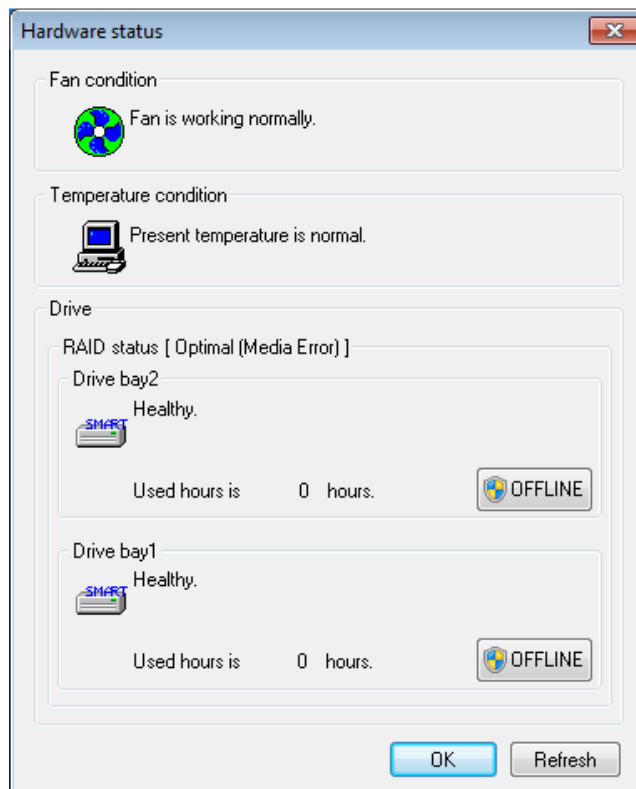 Hardware status
Fan condition
Fan is working normally.
Temperature condition
Present temperature is normal.
Drive
RAID status [ Optimal (Media Error) ]
Drive bay2
SMART
Healthy.
Used hours is 0 hours.
OFFLINE
Drive bay1
SMART
Healthy.
Used hours is 0 hours.
OFFLINE
OK Refresh